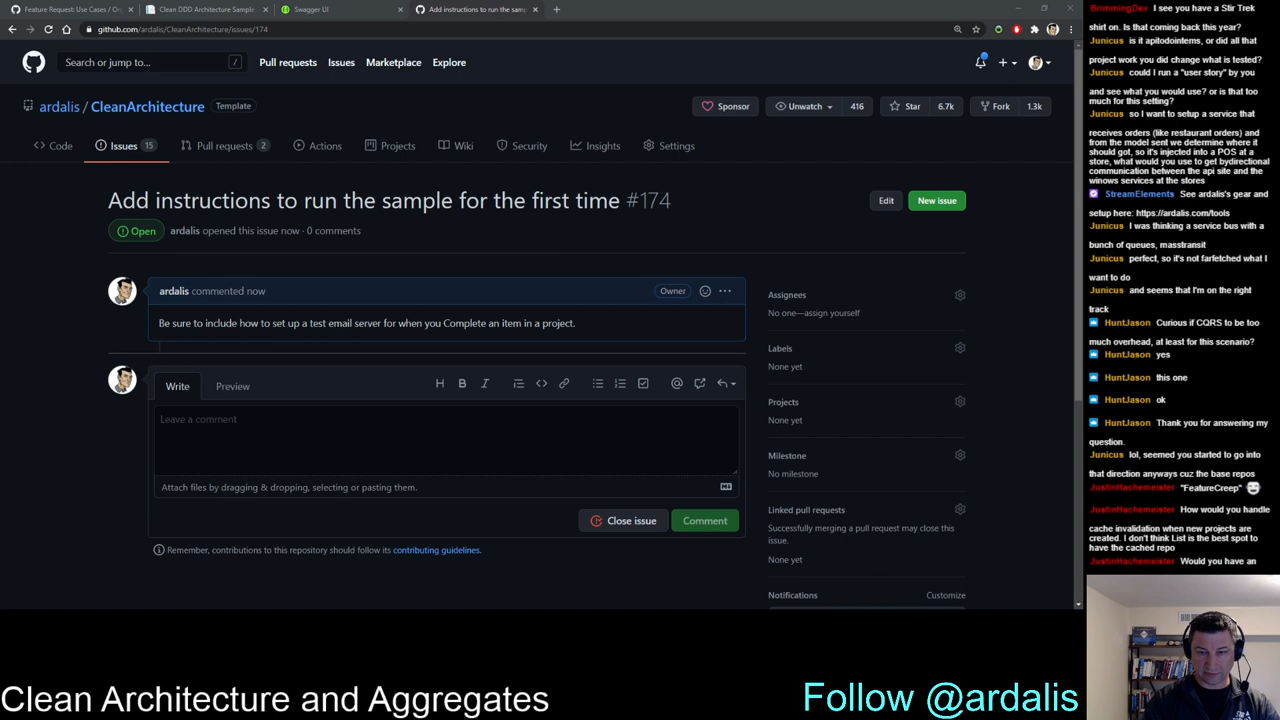 Feature Request: Use Cases / Org
Clean DDD Architecture Sample
Swagger UI
Add instructions to run the samp
github.com/ardalis/CleanArchitecture/issues/174
Search or jump to...
/
Pull requests
Issues
Marketplace
Explore
ardalis / CleanArchitecture
Template
Sponsor
Unwatch
416
Star
6.7k
Fork
1.3k
Code
Issues 15
Pull requests 2
Actions
Projects
Wiki
Security
Insights
Settings
Add instructions to run the sample for the first time #174
Edit
New issue
Open
ardalis opened this issue now · 0 comments
ardalis commented now
Owner
Be sure to include how to set up a test email server for when you Complete an item in a project.
Write
Preview
Leave a comment
Attach files by dragging & dropping, selecting or pasting them.
Close issue
Comment
Remember, contributions to this repository should follow its contributing guidelines.
Assignees
No one—assign yourself
Labels
None yet
Projects
None yet
Milestone
No milestone
Linked pull requests
Successfully merging a pull request may close this
issue.
None yet
Notifications
Customize
BrimmingDev I see you have a Stir Trek
shirt on. Is that coming back this year?
Junicus is it apitodointems, or did all that
project work you did change what is tested?
Junicus could I run a "user story" by you
and see what you would use? or is that too
much for this setting?
Junicus so I want to setup a service that
receives orders (like restaurant orders) and
from the model sent we determine where it
should got, so it's injected into a POS at a
store, what would you use to get bydirectional
communication between the api site and the
winows services at the stores
StreamElements See ardalis's gear and
setup here: https://ardalis.com/tools
Junicus I was thinking a service bus with a
bunch of queues, masstransit
Junicus perfect, so it's not farfetched what I
want to do
Junicus and seems that I'm on the right
track
HuntJason Curious if CQRS to be too
much overhead, at least for this scenario?
HuntJason yes
HuntJason this one
HuntJason ok
HuntJason Thank you for answering my
question.
Junicus lol, seemed you started to go into
that direction anyways cuz the base repos
JustinHachemeister "FeatureCreep"
JustinHachemeister How would you handle
cache invalidation when new projects are
created. I don't think List is the best spot to
have the cached repo
JustinHachemeister Would you have an
Clean Architecture and Aggregates
Follow @ardalis